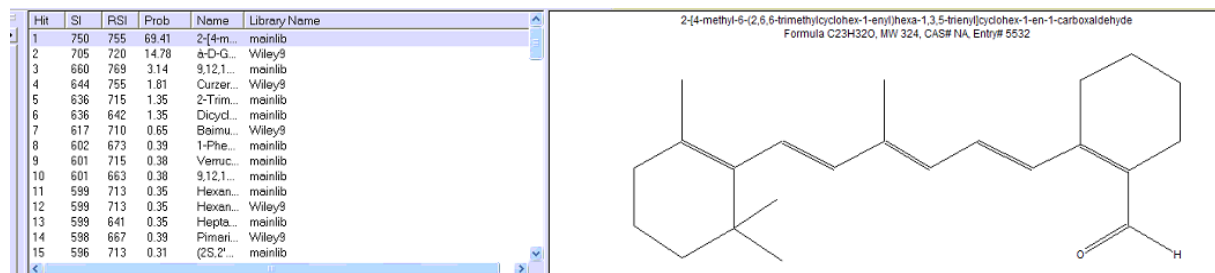 Hit SI RSI Prob Name Library Name
1 750 755 69.41 2-[4-m... mainlib
2 705 720 14.78 à-D-G... Wiley9
3 660 769 3.14 9,12,1... mainlib
4 644 755 1.81 Curzer... Wiley9
5 636 715 1.35 2-Trim... mainlib
6 636 642 1.35 Dicycl... mainlib
7 617 710 0.65 Baimu... Wiley9
8 602 673 0.39 1-Phe... mainlib
9 601 715 0.38 Verruc... mainlib
10 601 663 0.38 9,12,1... mainlib
11 599 713 0.35 Hexan... mainlib
12 599 713 0.35 Hexan... Wiley9
13 599 641 0.35 Hepta... mainlib
14 598 667 0.39 Pimari... Wiley9
15 596 713 0.31 (2S,2'... mainlib
2-[4-methyl-6-(2,6,6-trimethylcyclohex-1-enyl)hexa-1,3,5-trienyl]cyclohex-1-en-1-carboxaldehyde
Formula C23H32O, MW 324, CAS# NA, Entry# 5532
O H